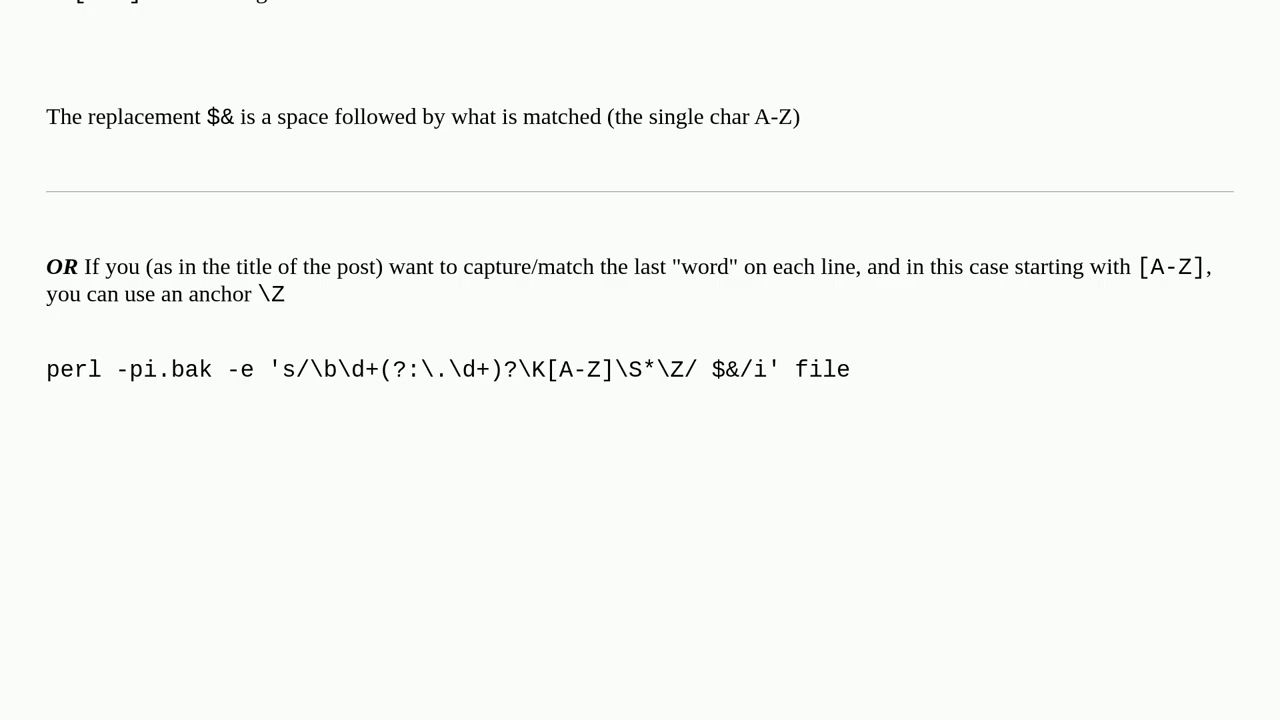 The replacement $& is a space followed by what is matched (the single char A-Z)
OR If you (as in the title of the post) want to capture/match the last "word" on each line, and in this case starting with [A-Z],
you can use an anchor \Z
perl -pi.bak -e 's/\b\d+(?:\.\d+)?\K[A-Z]\S*\Z/ $&/i' file